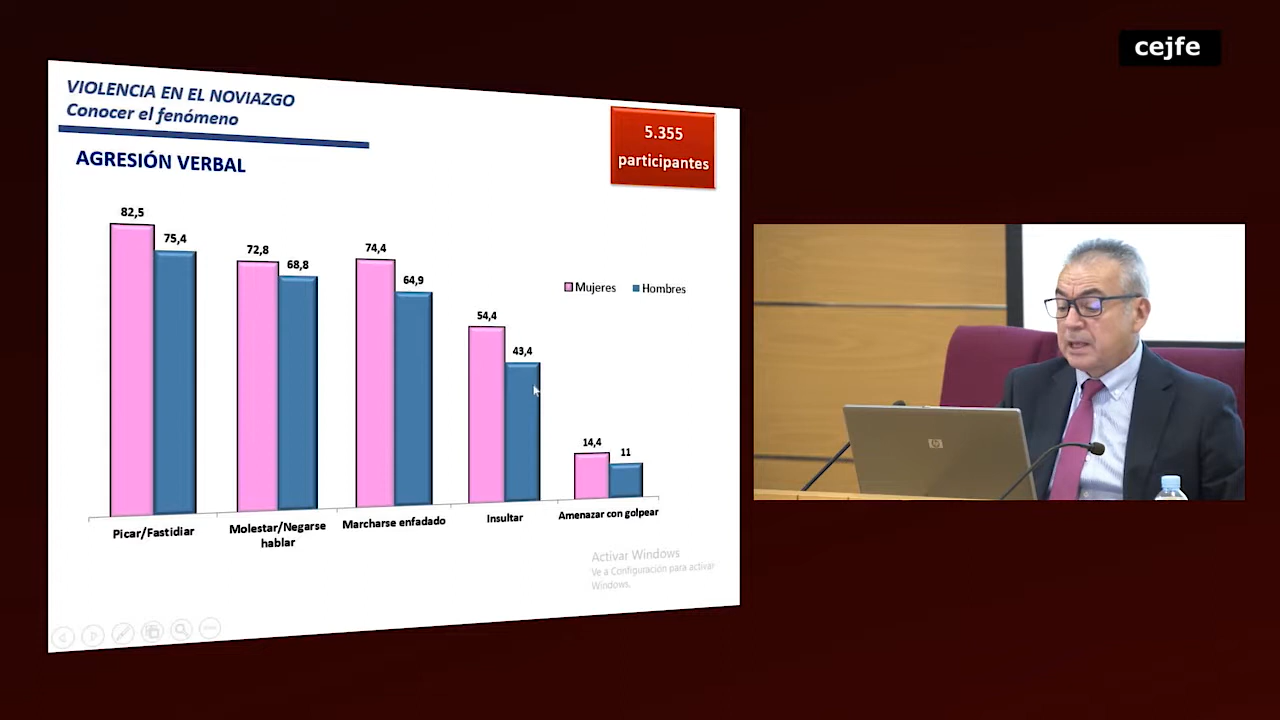 cejfe
VIOLENCIA EN EL NOVIAZGO
Conocer el fenómeno
5.355
participantes
AGRESIÓN VERBAL
82,5
75,4
72,8
68,8
74,4
64,9
54,4
43,4
14,4
11
Mujeres
Hombres
Picar/Fastidiar
Molestar/Negarse
hablar
Marcharse enfadado
Insultar
Amenazar con golpear
Activar Windows
Ve a Configuración para activar
Windows.
hp